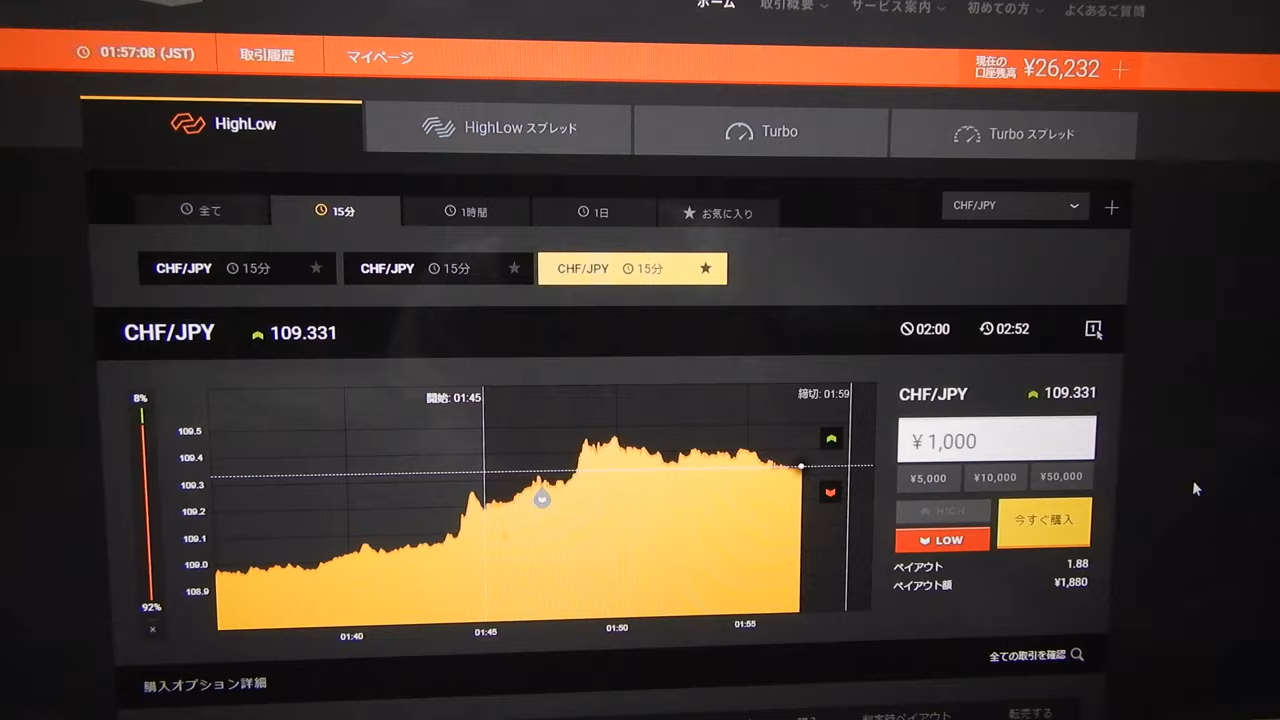 ホーム 取引概要 サービス案内 初めての方 よくあるご質問
01:57:08 (JST) 取引履歴 マイページ 現在の口座残高 ¥26,232
HighLow HighLow スプレッド Turbo Turbo スプレッド
全て 15分 1時間 1日 お気に入り CHF/JPY
CHF/JPY 15分 CHF/JPY 15分 CHF/JPY 15分
CHF/JPY 109.331 02:00 02:52 1
8% 開始: 01:45 締切: 01:59 CHF/JPY 109.331
109.5
109.4
109.3
109.2
109.1
109.0
108.9
92%
01:40 01:45 01:50 01:55
¥ 1,000
¥5,000 ¥10,000 ¥50,000
HIGH
LOW
今すぐ購入
ペイアウト 1.88
ペイアウト額 ¥1,880
全ての取引を確認
購入オプション詳細
転売する